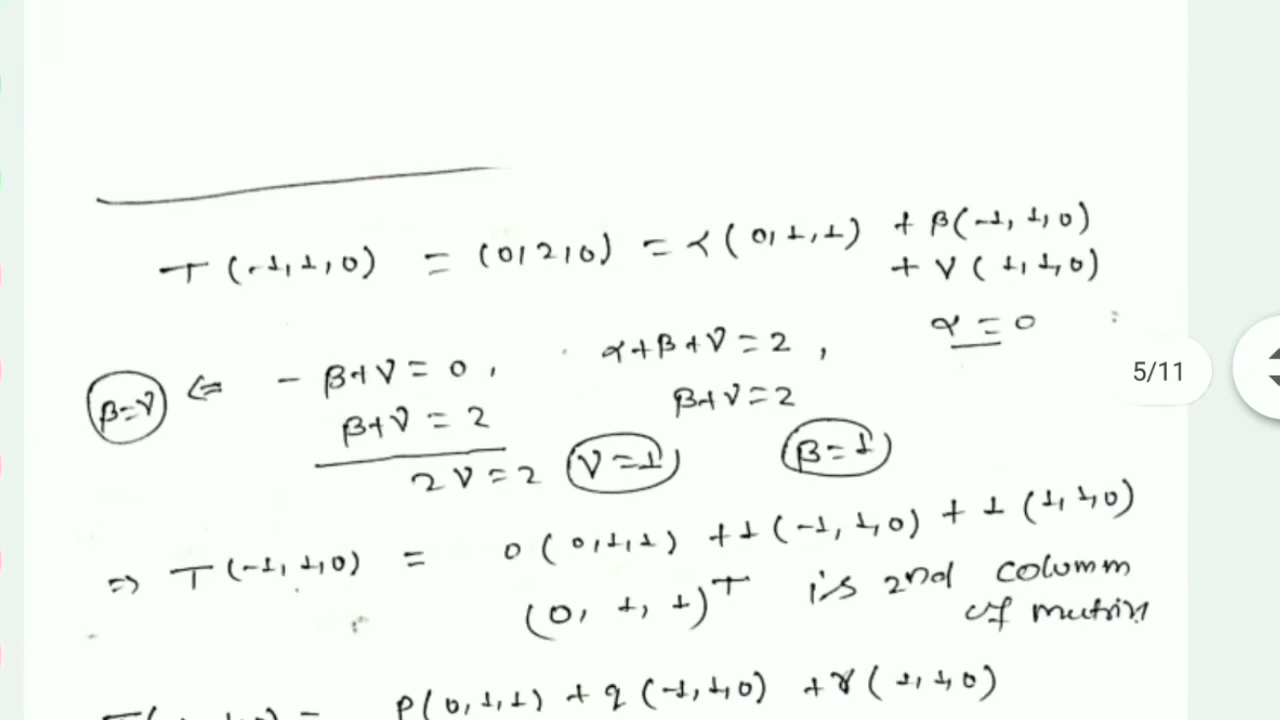 T(-1,1,0) = (0,2,0) = α(0,1,1) + β(-1,1,0)
+ γ(1,1,0)
α = 0
β=γ ⇐ - β+γ = 0, α+β+γ=2,
β+γ = 2 β+γ=2
2γ=2 γ=1 β=1
⇒ T(-1,1,0) = 0(0,1,1) +1(-1,1,0) + 1(1,1,0)
(0, 1, 1)ᵀ is 2nd column
of matrix
P(0,1,1) + q(-1,1,0) + r(1,1,0)
5/11